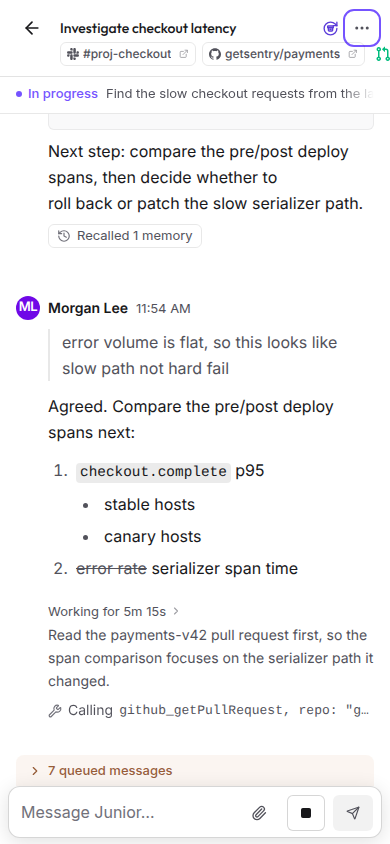 Investigate checkout latency
#proj-checkout getsentry/payments
In progress Find the slow checkout requests from the la
Next step: compare the pre/post deploy
spans, then decide whether to
roll back or patch the slow serializer path.
Recalled 1 memory
ML Morgan Lee 11:54 AM
error volume is flat, so this looks like
slow path not hard fail
Agreed. Compare the pre/post deploy
spans next:
1. checkout.complete p95
• stable hosts
• canary hosts
2. error rate serializer span time
Working for 5m 15s
Read the payments-v42 pull request first, so the
span comparison focuses on the serializer path it
changed.
Calling github_getPullRequest, repo: "g…
7 queued messages
Message Junior...